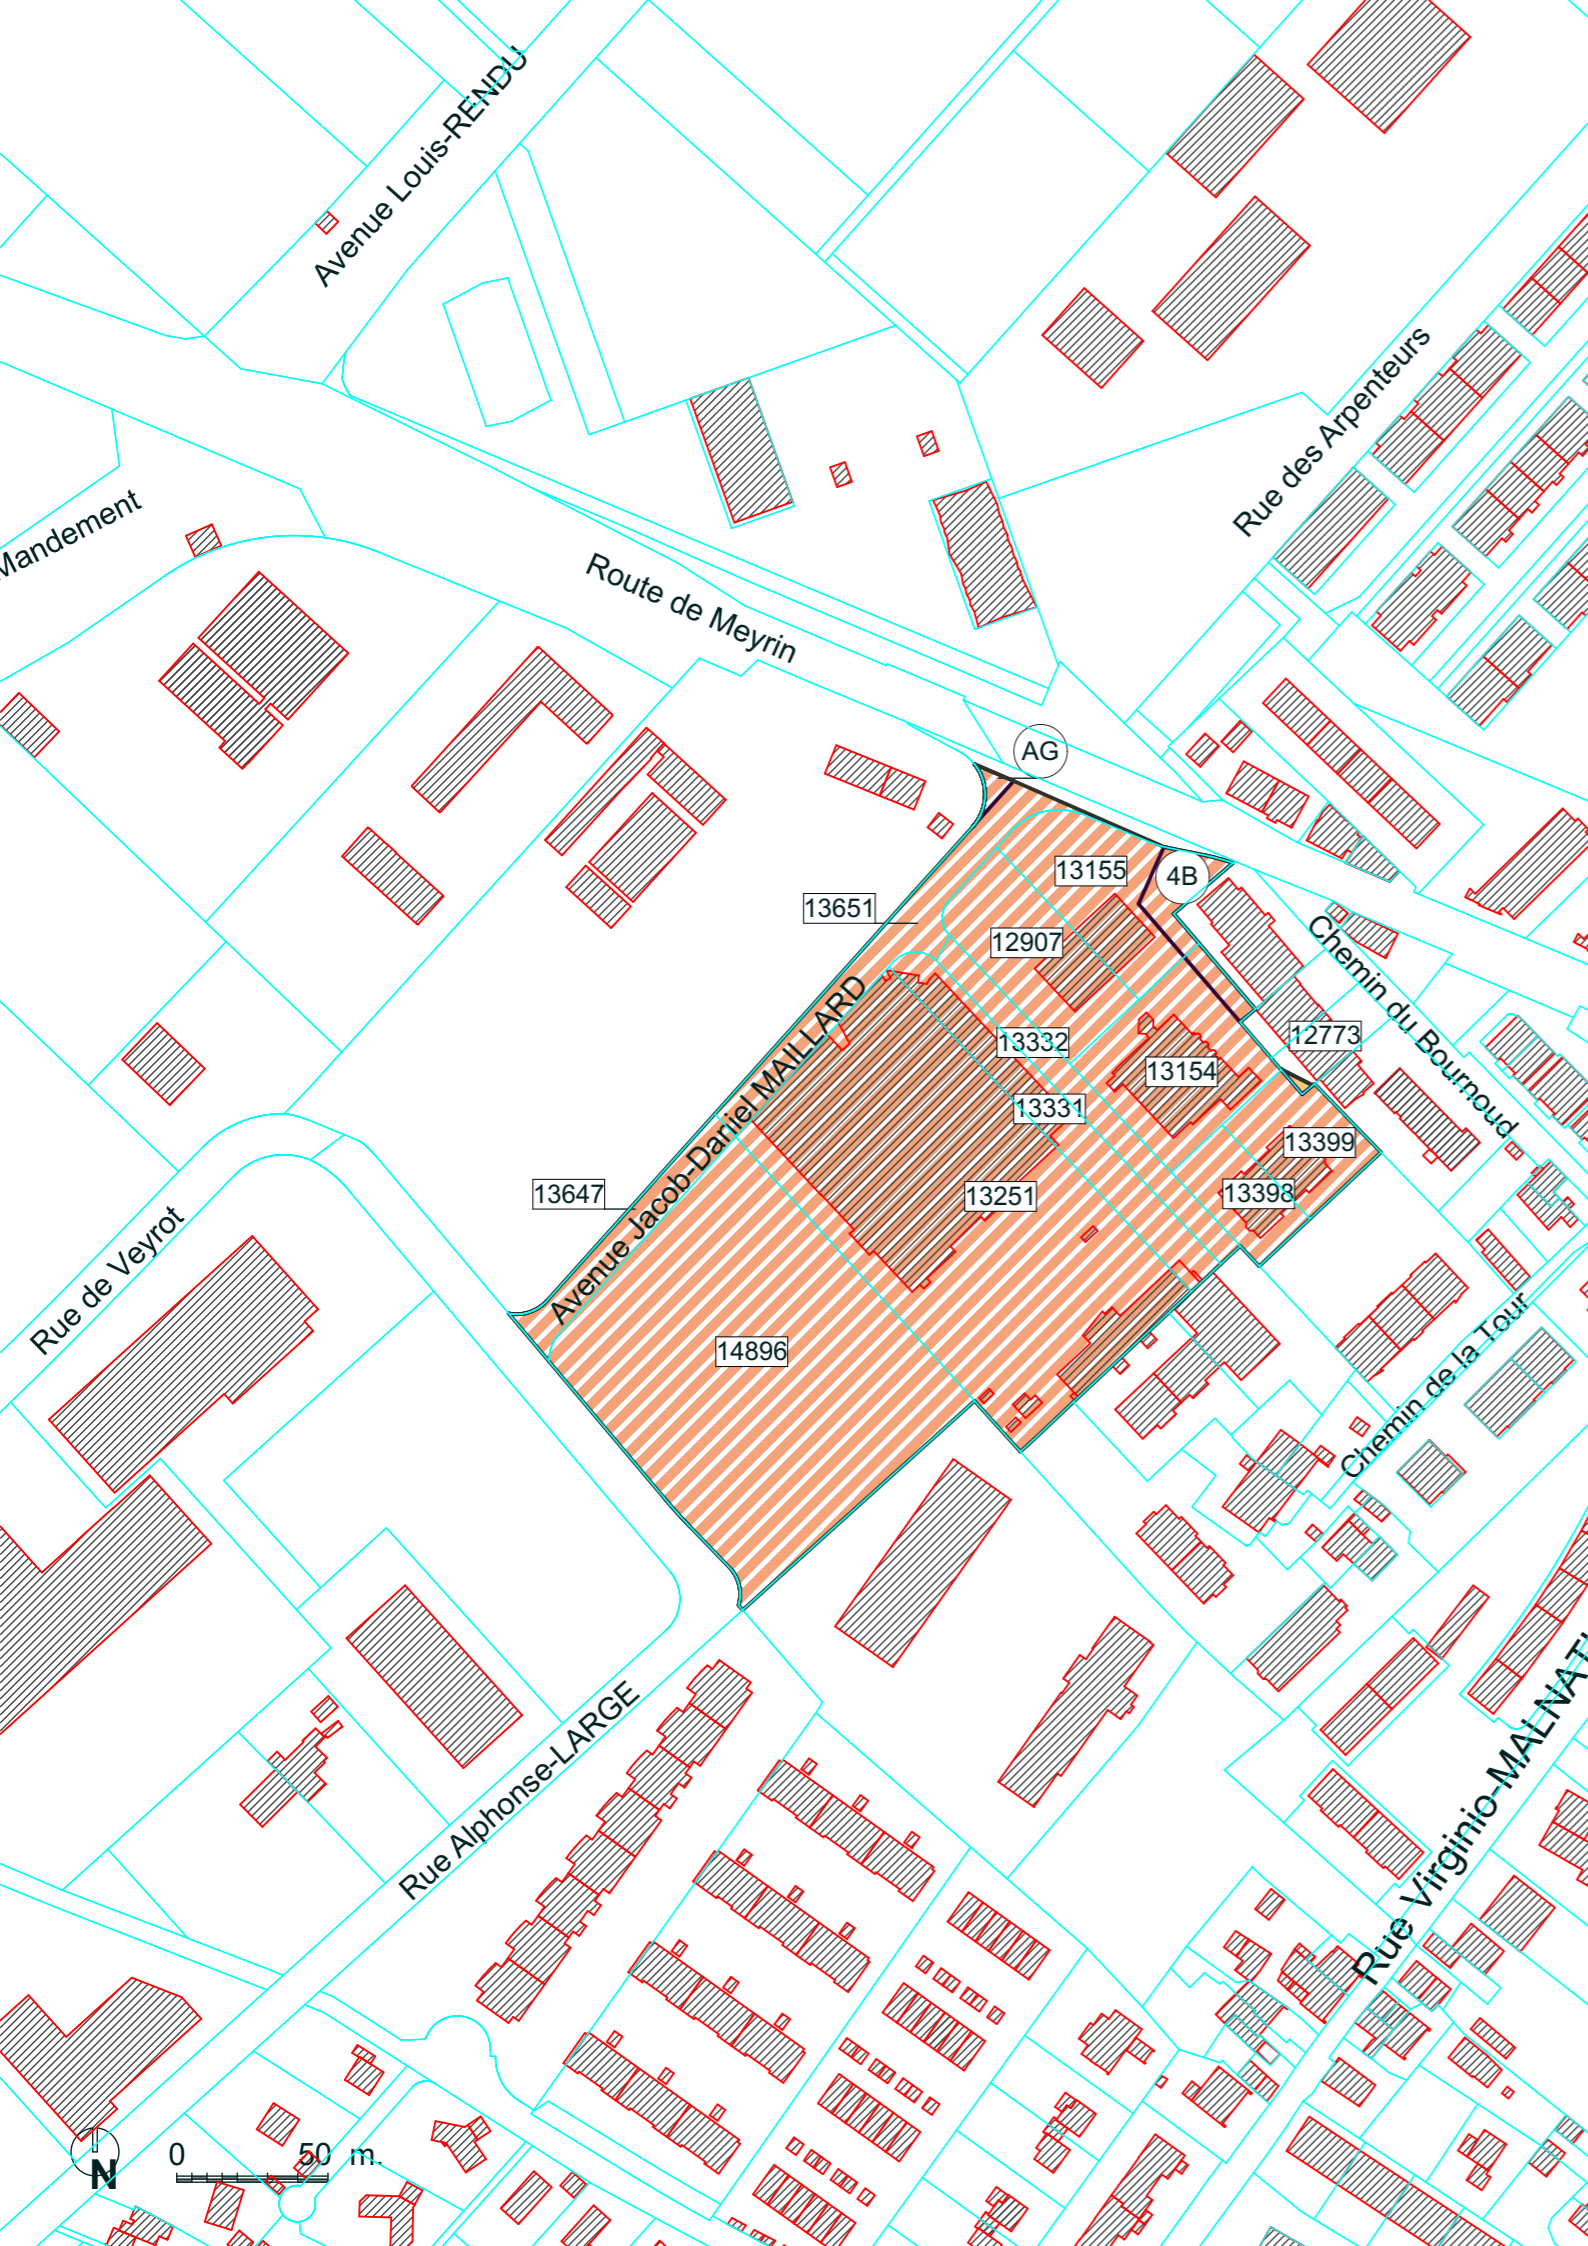 Avenue Louis-RENDU
Rue des Arpenteurs
Mandement
Route de Meyrin
AG
13155
4B
13651
12907
Chemin du Bournoud
13332
12773
13154
13331
Avenue Jacob-Daniel MAILLARD
13399
13647
13251
13398
Rue de Veyrot
14896
Chemin de la Tour
Rue Virginio-MALNATI
Rue Alphonse-LARGE
N
0 50 m.